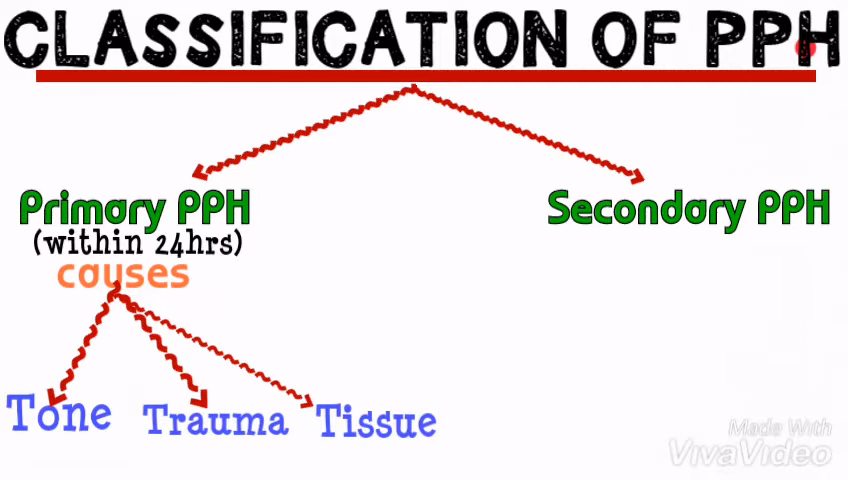 CLASSIFICATION OF PPH
Primary PPH
(within 24hrs)
causes
Tone Trauma Tissue
Secondary PPH
Made With
VivaVideo